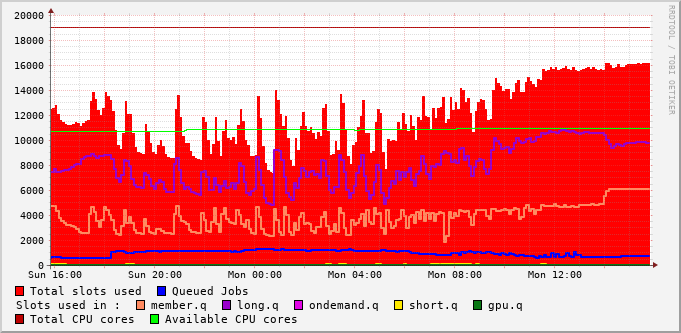 20000
18000
16000
14000
12000
10000
8000
6000
4000
2000
0
Sun 16:00 Sun 20:00 Mon 00:00 Mon 04:00 Mon 08:00 Mon 12:00
Total slots used Queued Jobs
Slots used in : member.q long.q ondemand.q short.q gpu.q
Total CPU cores Available CPU cores
RRDTOOL / TOBI OETIKER